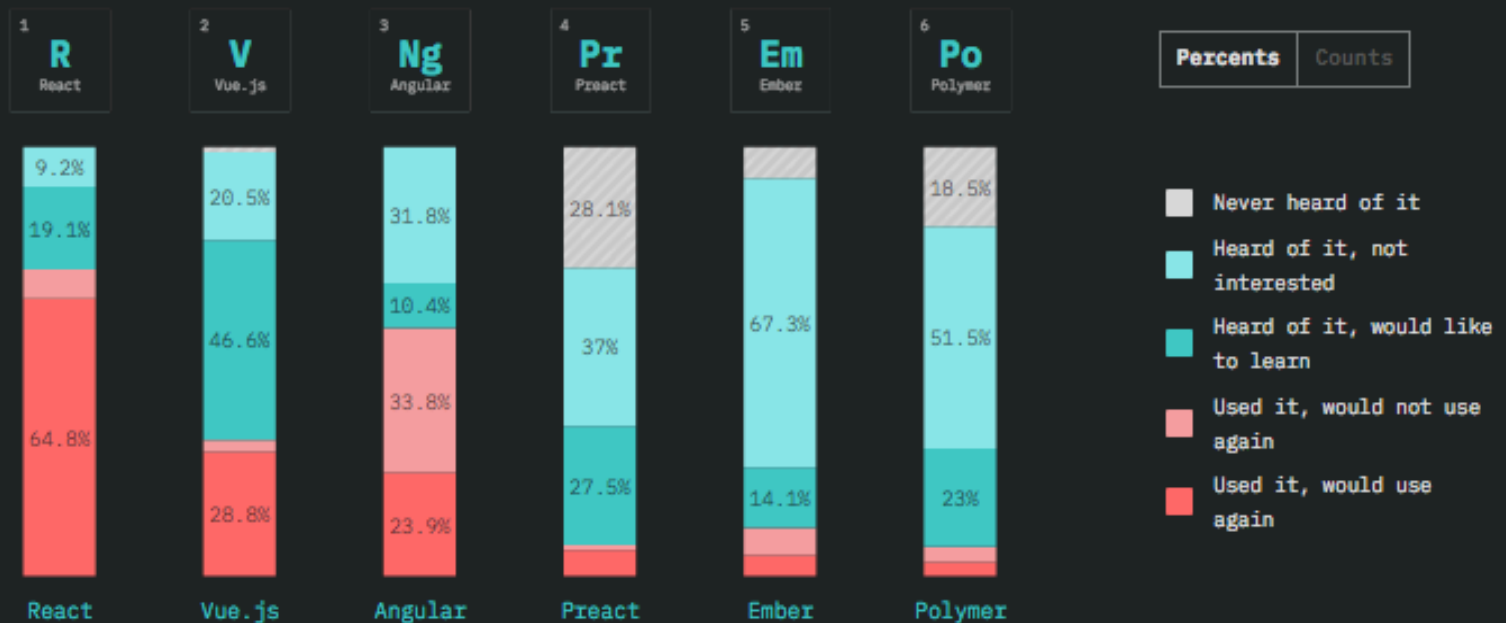 1 2 3 4 5 6
R V Ng Pr Em Po
React Vue.js Angular Preact Ember Polymer
Percents Counts
9.2%
19.1%
64.8%
20.5%
46.6%
28.8%
31.8%
10.4%
33.8%
23.9%
28.1%
37%
27.5%
67.3%
14.1%
18.5%
51.5%
23%
Never heard of it
Heard of it, not
interested
Heard of it, would like
to learn
Used it, would not use
again
Used it, would use
again
React Vue.js Angular Preact Ember Polymer